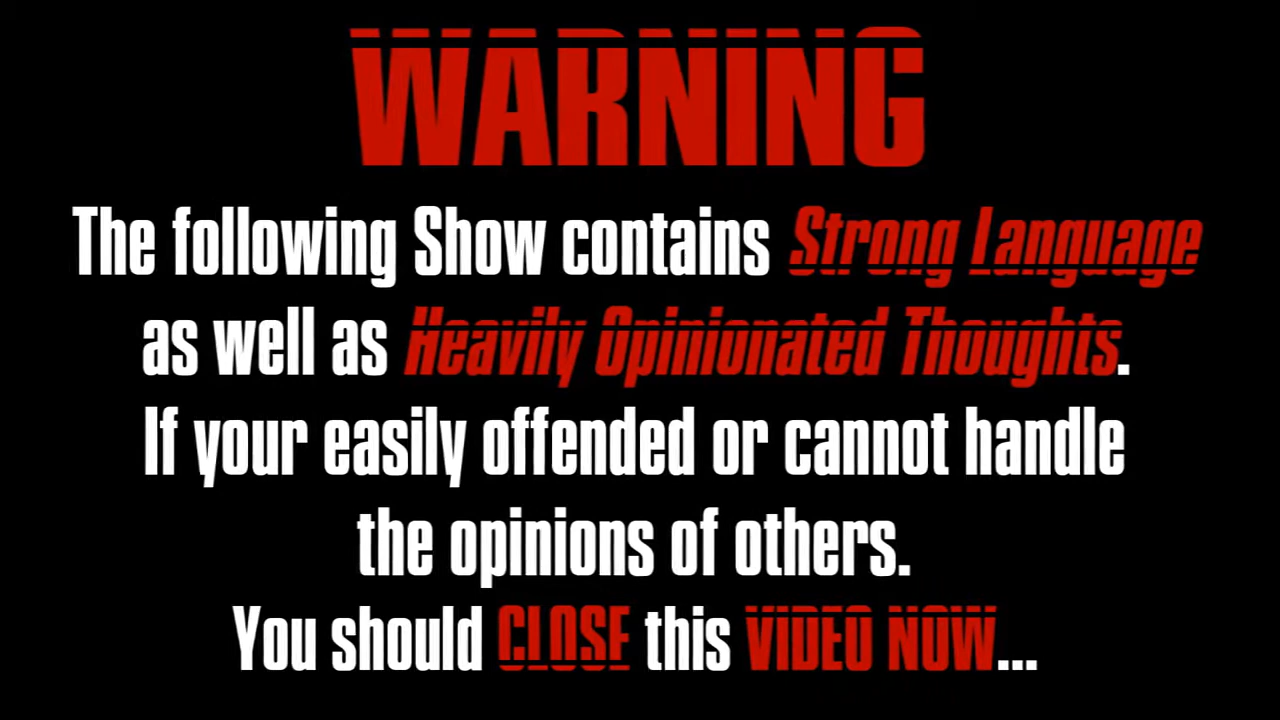 WARNING
The following Show contains Strong Language
as well as Heavily Opinionated Thoughts.
If your easily offended or cannot handle
the opinions of others.
You should CLOSE this VIDEO NOW...